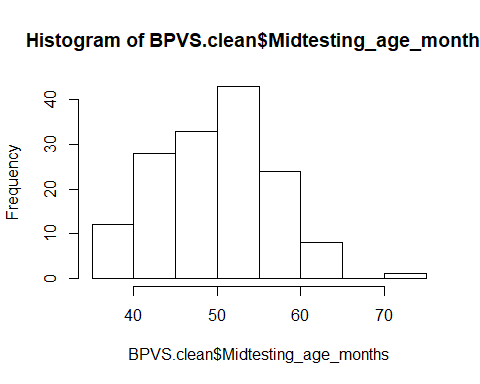 Histogram of BPVS.clean$Midtesting_age_month
Frequency
0 10 20 30 40
40 50 60 70
BPVS.clean$Midtesting_age_months